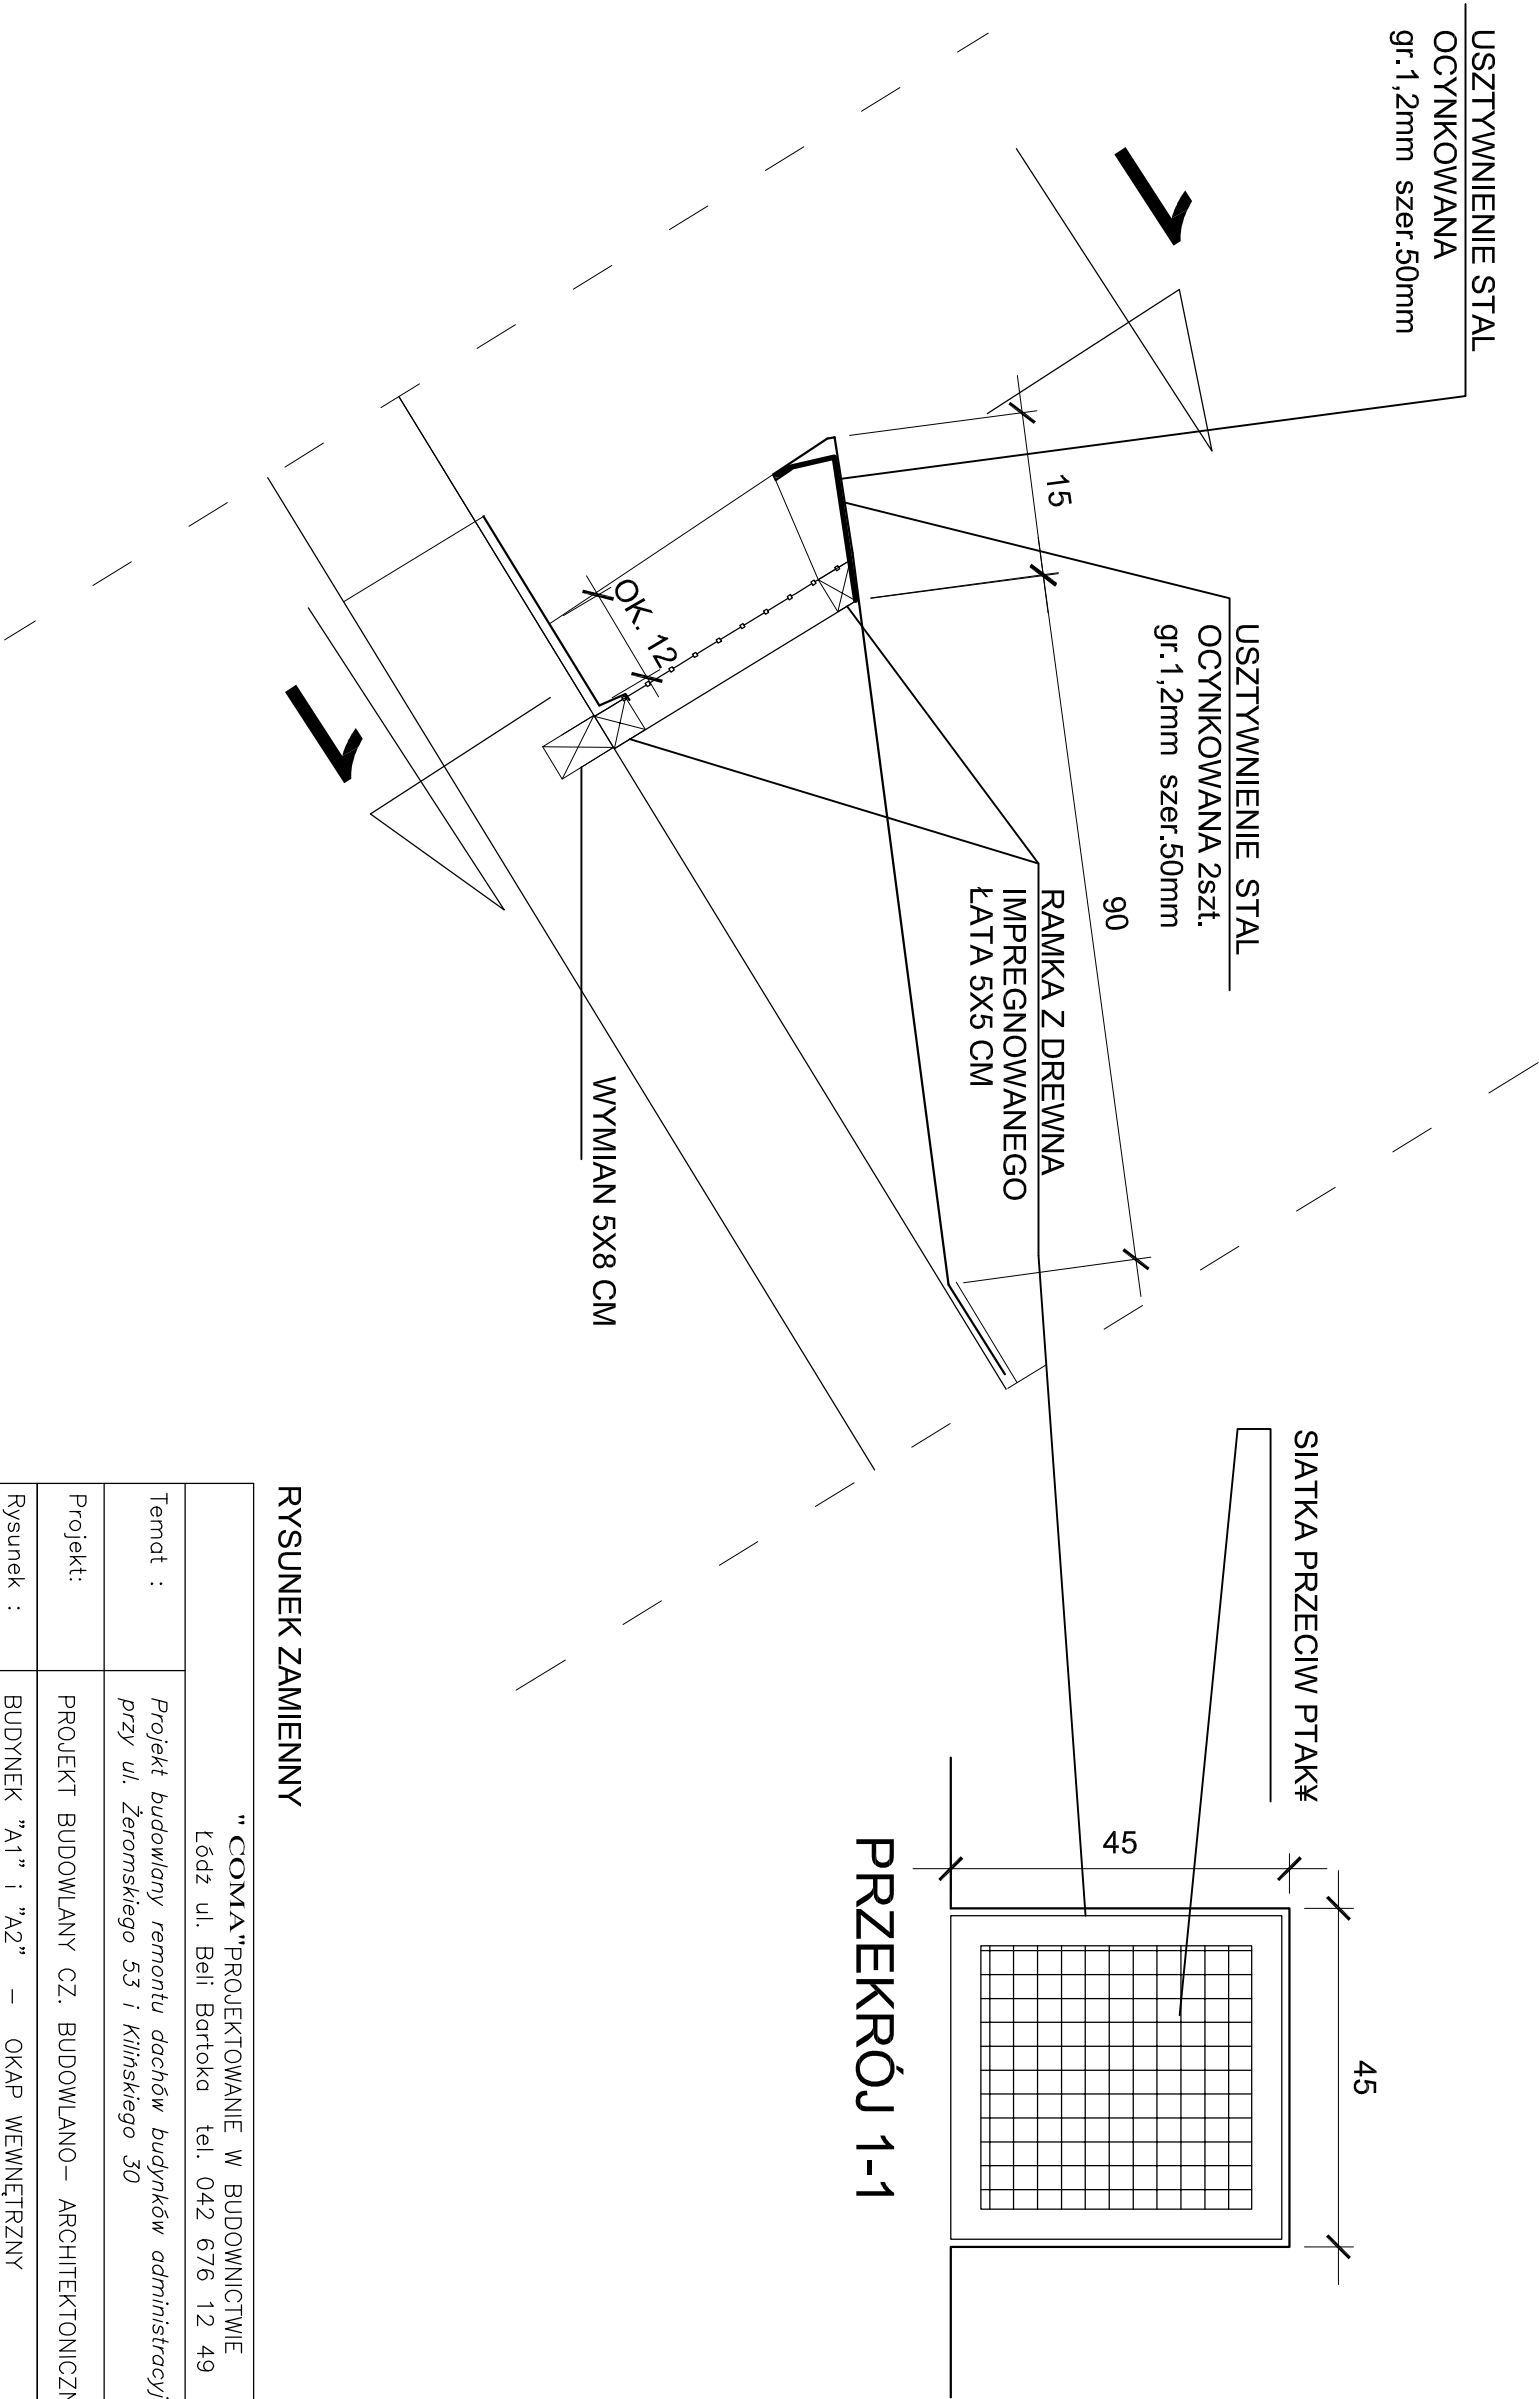 USZTYWNIENIE STAL
OCYNKOWANA
gr.1,2mm szer.50mm
1
15
USZTYWNIENIE STAL
OCYNKOWANA 2szt.
gr.1,2mm szer.50mm
90
RAMKA Z DREWNA
IMPREGNOWANEGO
ŁATA 5X5 CM
OK. 12
1
WYMIAN 5X8 CM
SIATKA PRZECIW PTAK¥
45
45
PRZEKRÓJ 1-1
RYSUNEK ZAMIENNY
" COMA"PROJEKTOWANIE W BUDOWNICTWIE
Łódź ul. Beli Bartoka tel. 042 676 12 49
Temat :
Projekt budowlany remontu dachów budynków administracyj
przy ul. Żeromskiego 53 i Kilińskiego 30
Projekt:
PROJEKT BUDOWLANY CZ. BUDOWLANO– ARCHITEKTONICZN
Rysunek :
BUDYNEK "A1" i "A2" – OKAP WEWNĘTRZNY